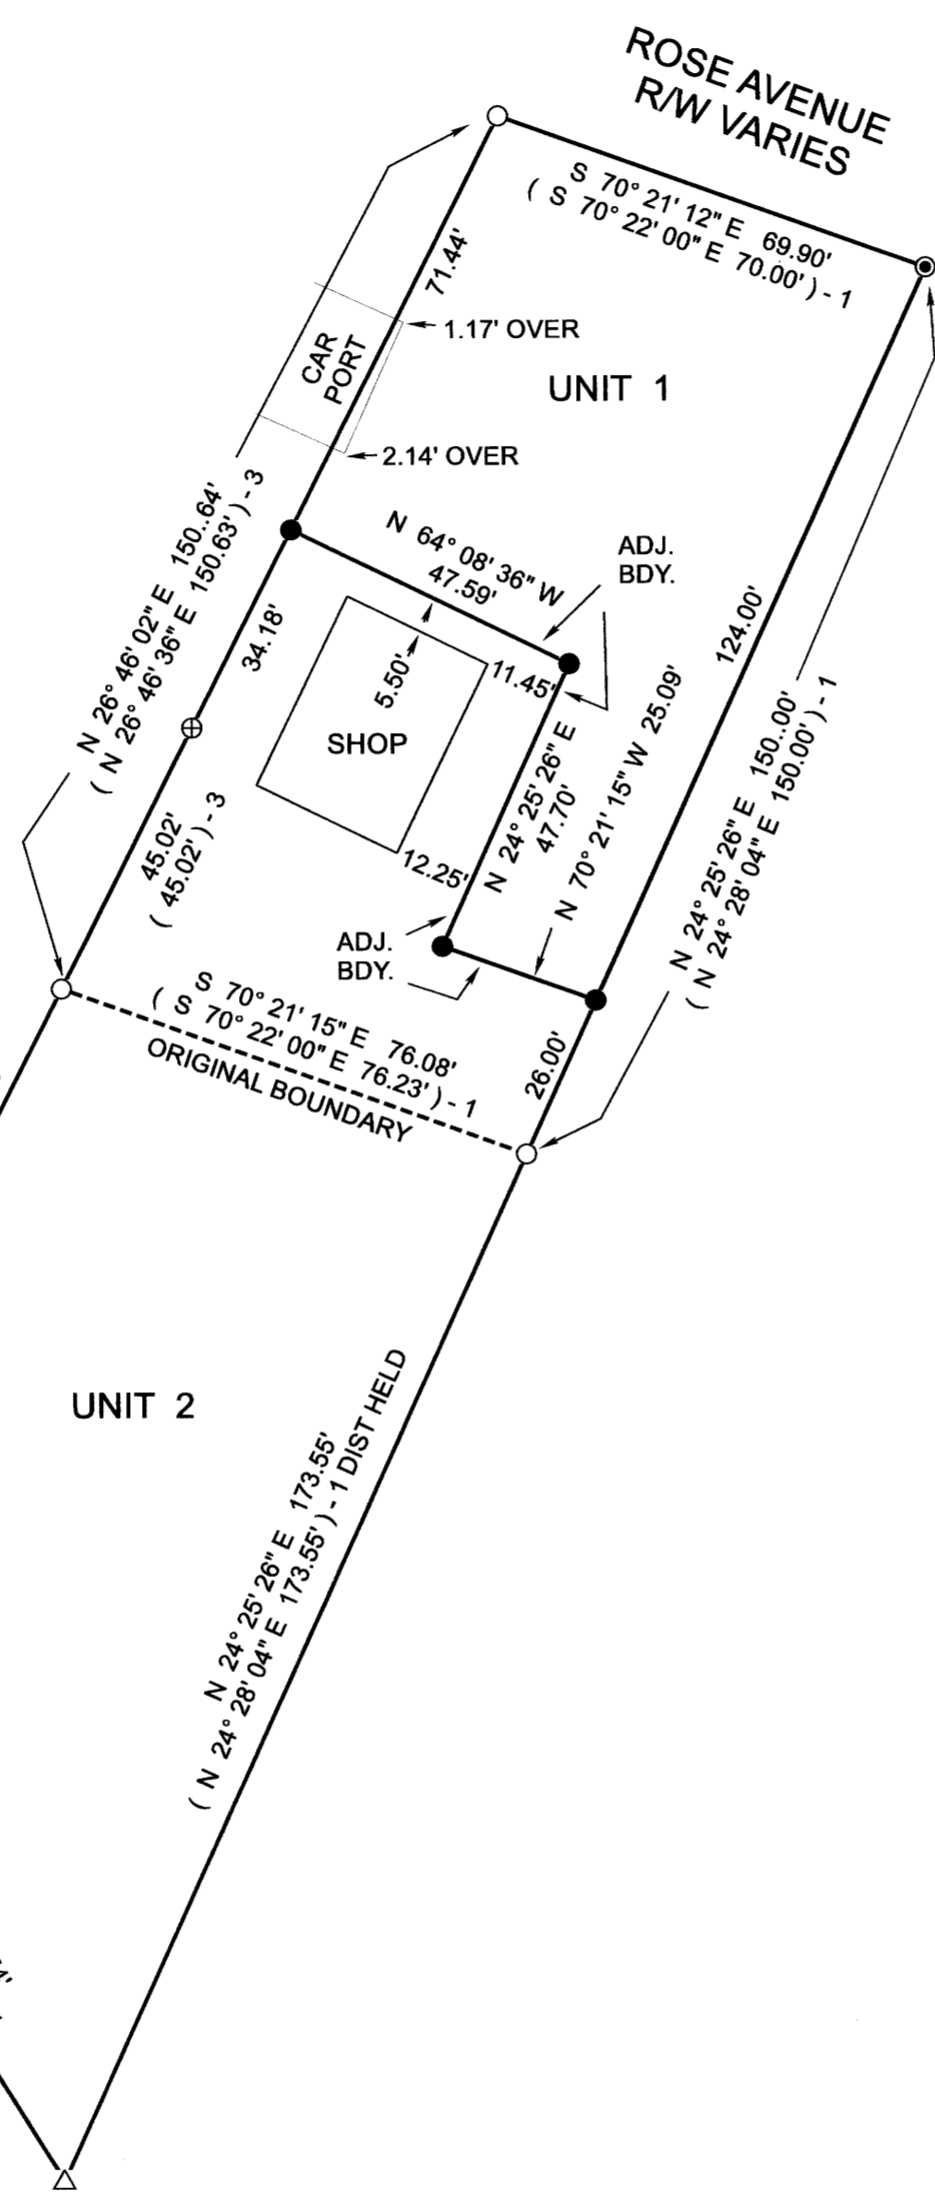 ROSE AVENUE
R/W VARIES
S 70° 21' 12" E 69.90'
( S 70° 22' 00" E 70.00' ) - 1
71.44'
1.17' OVER
CAR
PORT
UNIT 1
2.14' OVER
N 26° 46' 02" E 150..64'
( N 26° 46' 36" E 150.63' ) - 3
N 64° 08' 36" W
47.59'
ADJ.
BDY.
34.18'
5.50'
11.45'
124.00'
SHOP
N 24° 25' 26" E
47.70'
N 70° 21' 15" W 25.09'
N 24° 25' 26" E 150..00'
( N 24° 28' 04" E 150.00' ) - 1
45.02'
( 45.02' ) - 3
12.25'
ADJ.
BDY.
S 70° 21' 15" E 76.08'
( S 70° 22' 00" E 76.23' ) - 1
ORIGINAL BOUNDARY
26.00'
UNIT 2
N 24° 25' 26" E 173.55'
( N 24° 28' 04" E 173.55' ) - 1 DIST HELD